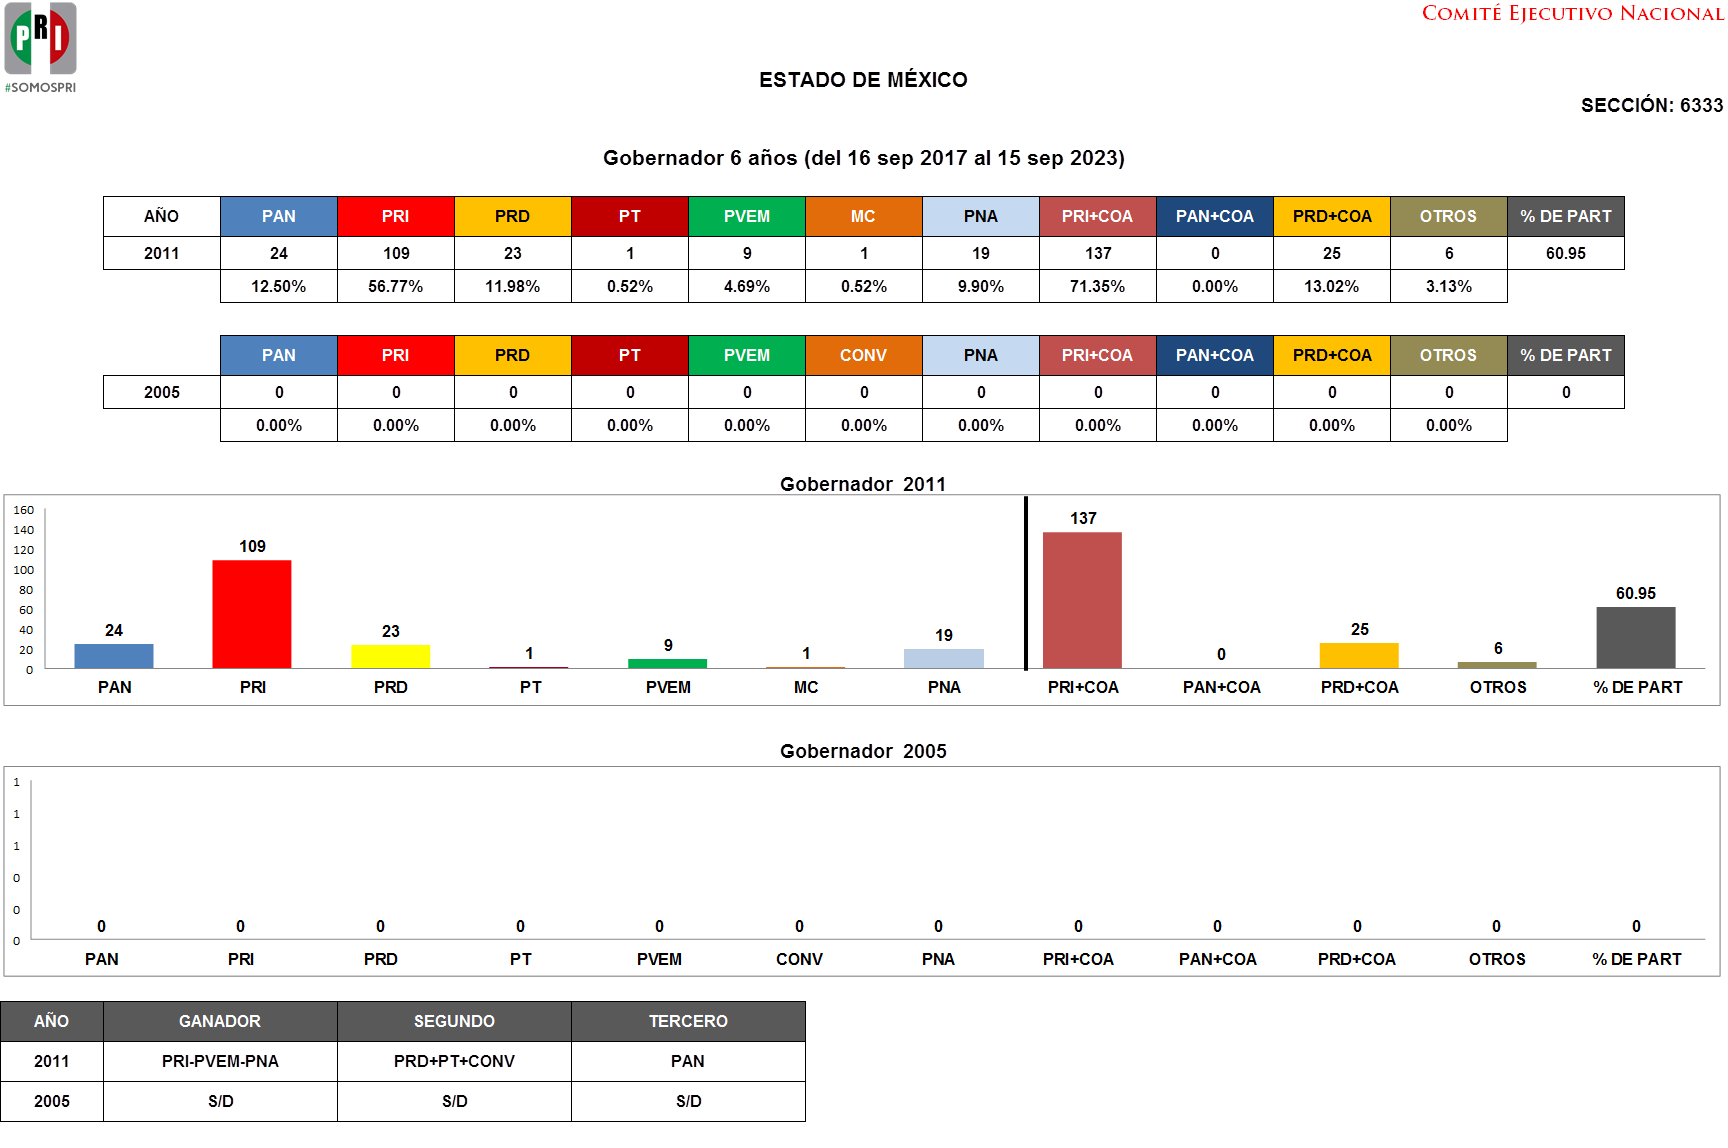 PRI
#SOMOSPRI
COMITÉ EJECUTIVO NACIONAL
ESTADO DE MÉXICO
SECCIÓN: 6333
Gobernador 6 años (del 16 sep 2017 al 15 sep 2023)
AÑO PAN PRI PRD PT PVEM MC PNA PRI+COA PAN+COA PRD+COA OTROS % DE PART
2011 24 109 23 1 9 1 19 137 0 25 6 60.95
12.50% 56.77% 11.98% 0.52% 4.69% 0.52% 9.90% 71.35% 0.00% 13.02% 3.13%
PAN PRI PRD PT PVEM CONV PNA PRI+COA PAN+COA PRD+COA OTROS % DE PART
2005 0 0 0 0 0 0 0 0 0 0 0 0
0.00% 0.00% 0.00% 0.00% 0.00% 0.00% 0.00% 0.00% 0.00% 0.00% 0.00%
Gobernador 2011
160
140
120
100
80
60
40
20
0
24 109 23 1 9 1 19 137 0 25 6 60.95
PAN PRI PRD PT PVEM MC PNA PRI+COA PAN+COA PRD+COA OTROS % DE PART
Gobernador 2005
1
1
1
0
0
0
0 0 0 0 0 0 0 0 0 0 0 0
PAN PRI PRD PT PVEM CONV PNA PRI+COA PAN+COA PRD+COA OTROS % DE PART
AÑO GANADOR SEGUNDO TERCERO
2011 PRI-PVEM-PNA PRD+PT+CONV PAN
2005 S/D S/D S/D